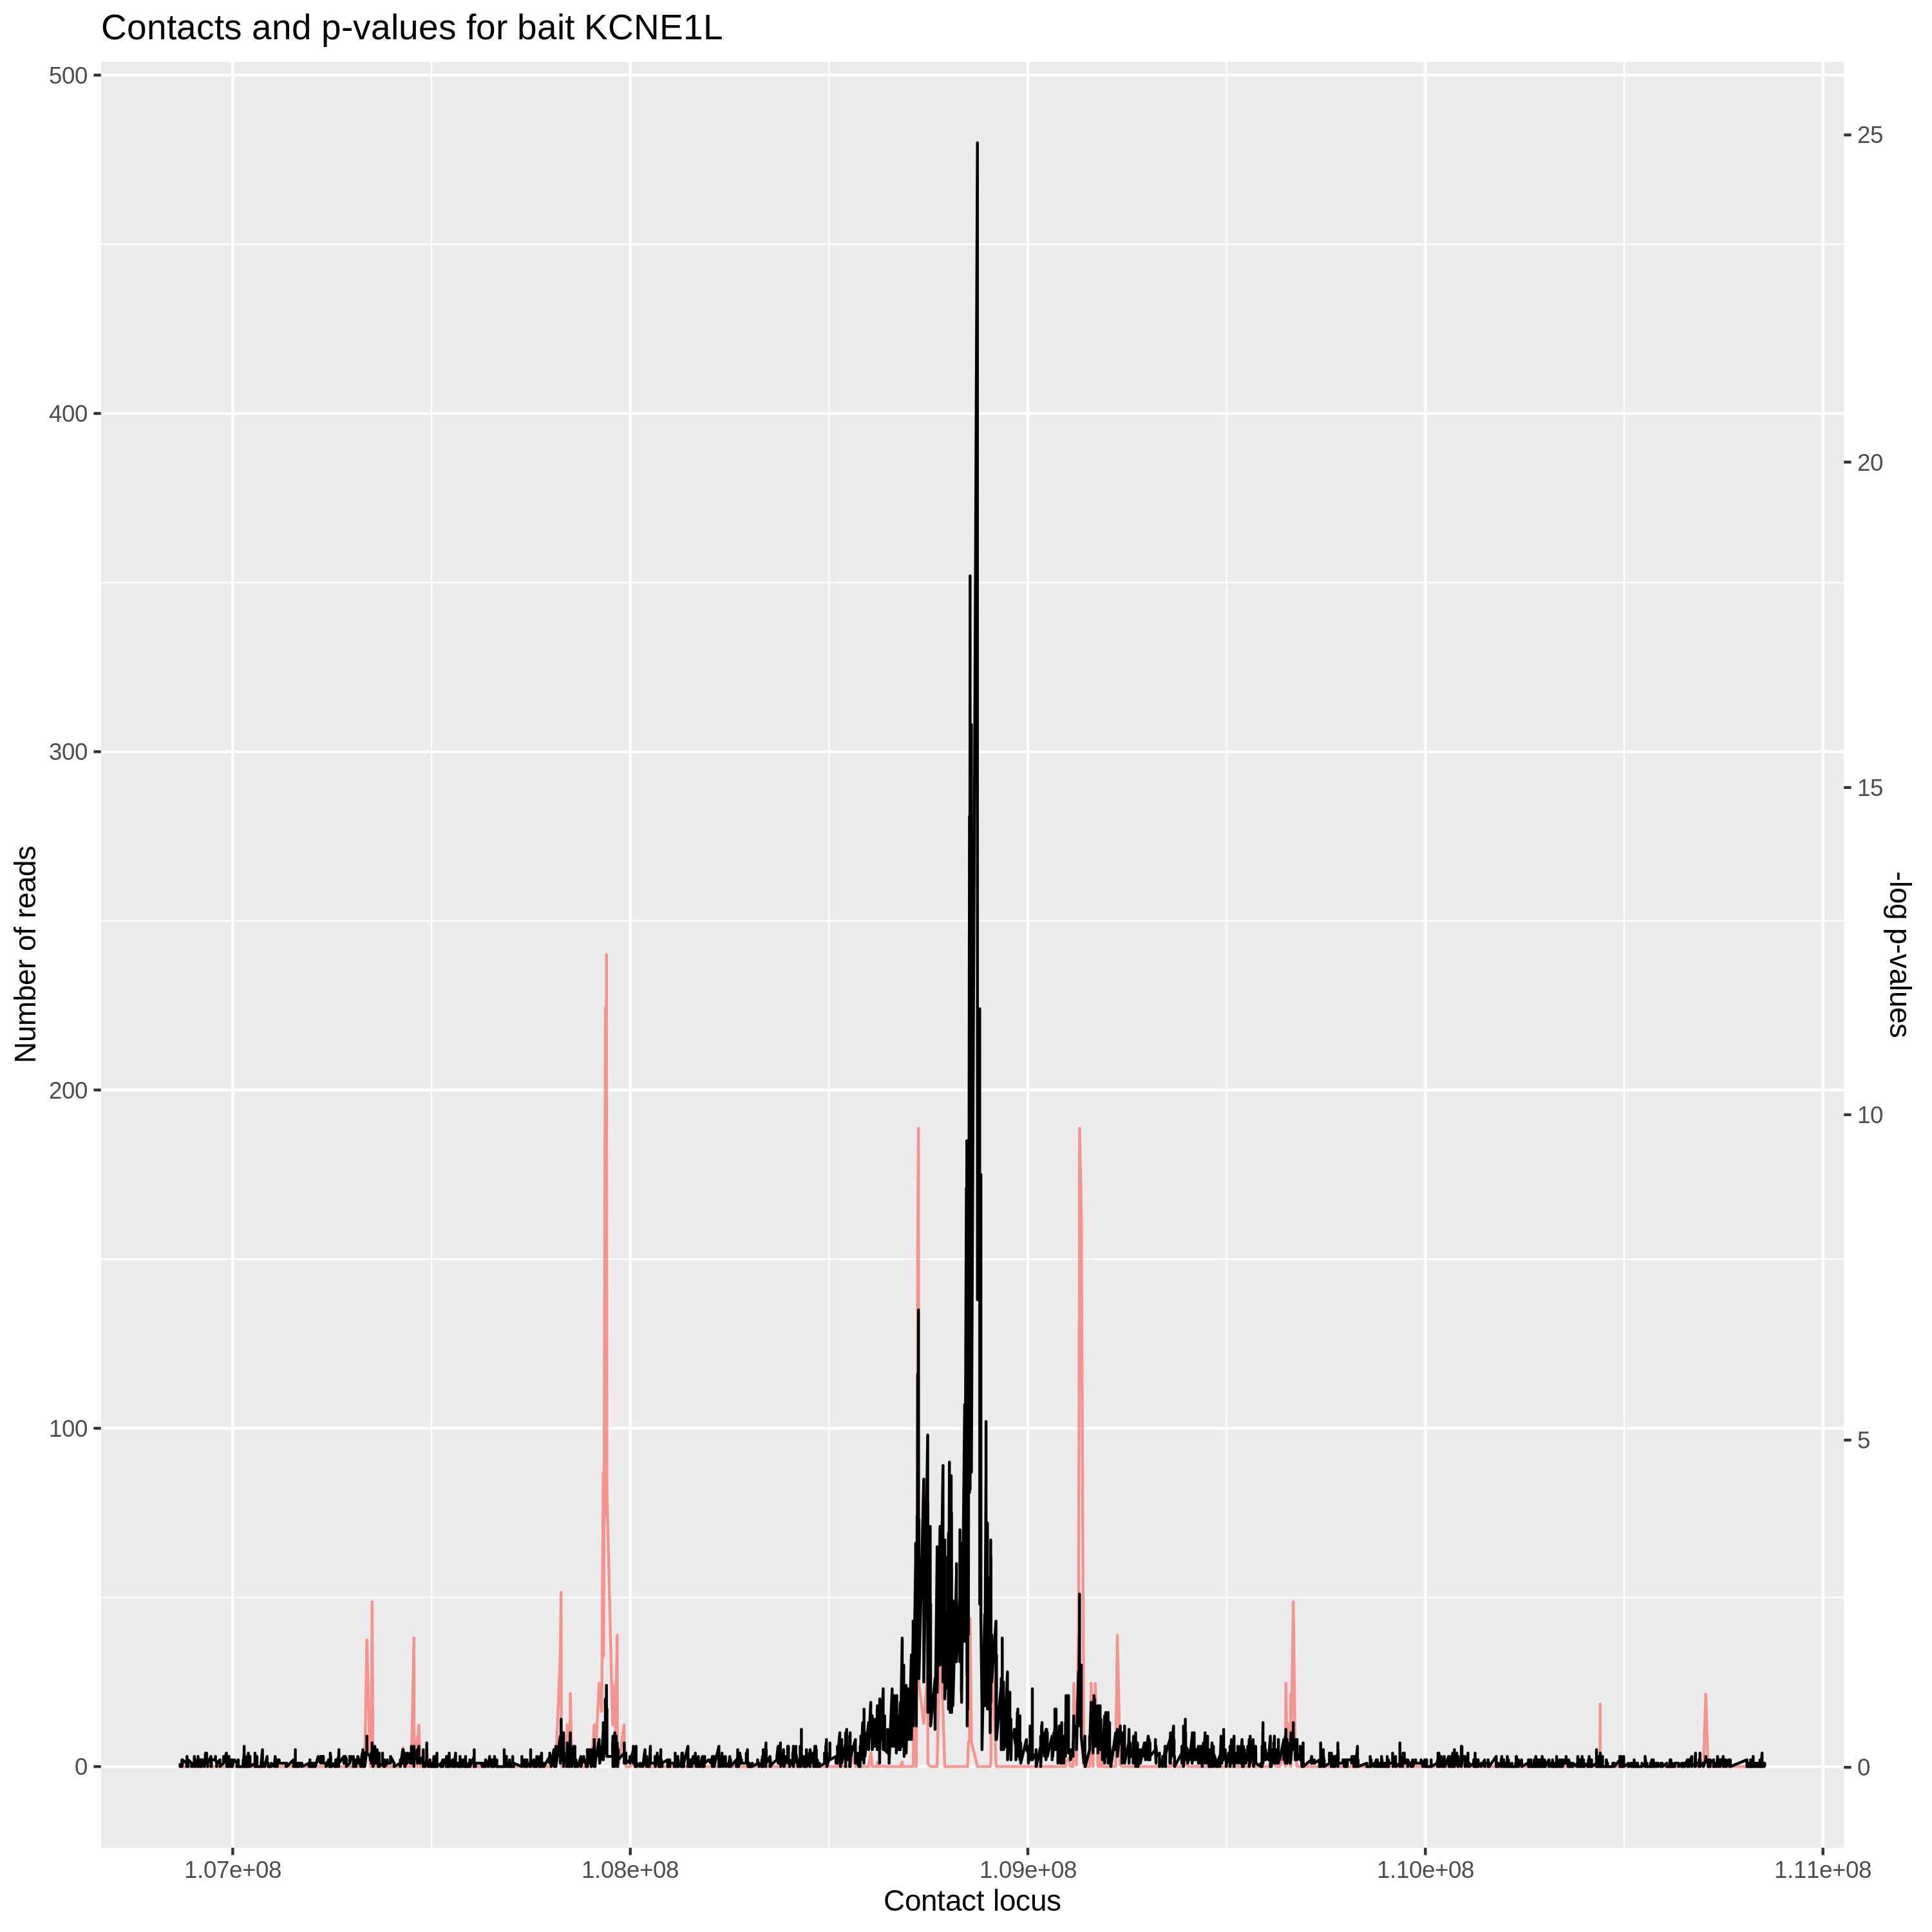 Contacts and p-values for bait KCNE1L
500
400
300
200
100
0
Number of reads
25
20
15
10
5
0
-log p-values
1.07e+08
1.08e+08
1.09e+08
1.10e+08
1.11e+08
Contact locus